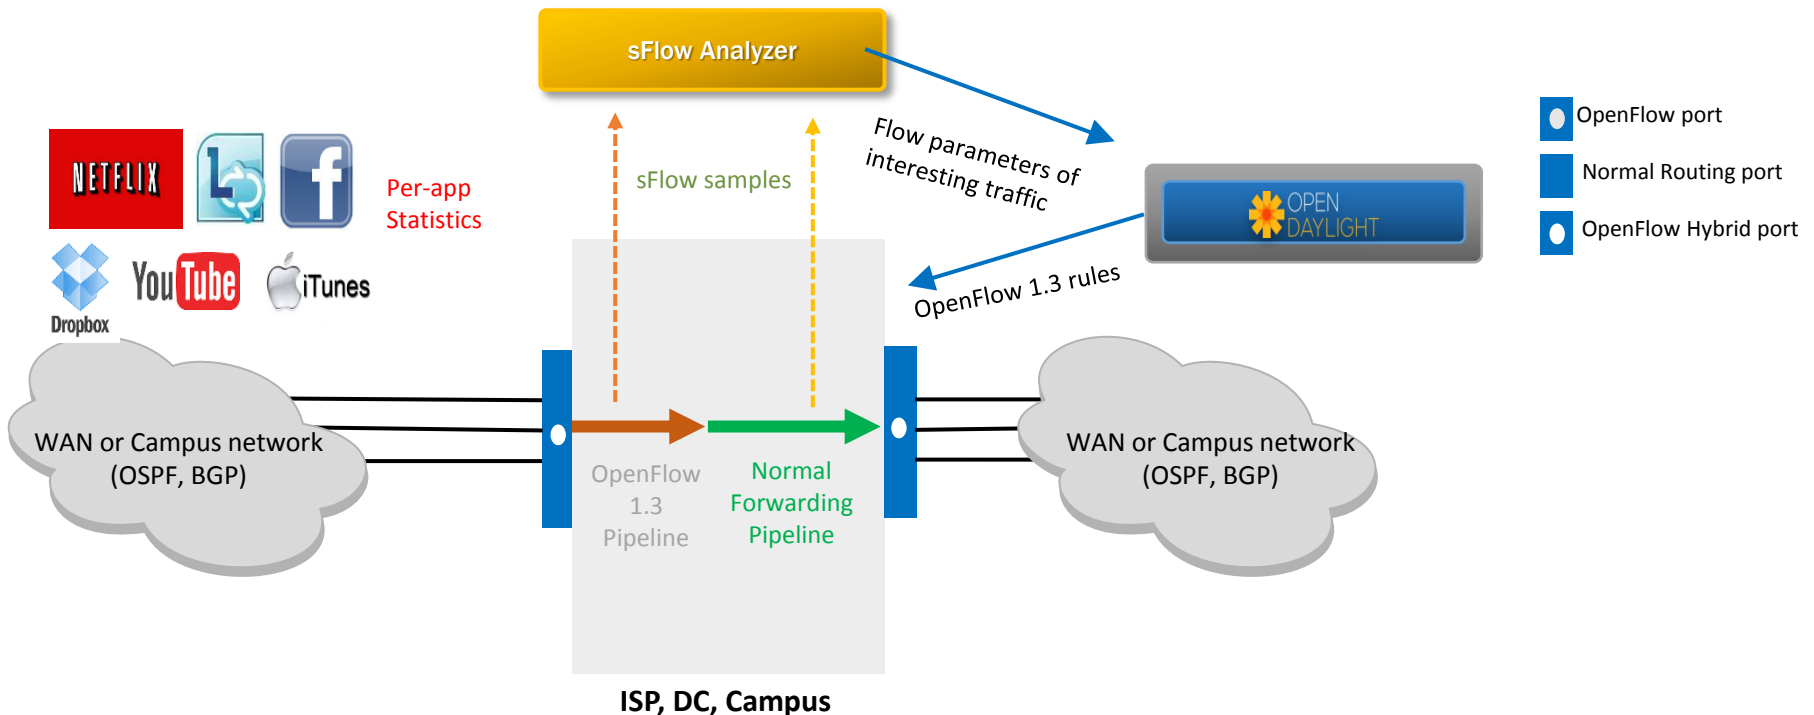 sFlow Analyzer
NETFLIX
L
f
Per-app
Statistics
Dropbox
You Tube
iTunes
sFlow samples
Flow parameters of
interesting traffic
OPEN
DAYLIGHT
OpenFlow 1.3 rules
OpenFlow port
Normal Routing port
OpenFlow Hybrid port
WAN or Campus network
(OSPF, BGP)
OpenFlow
1.3
Pipeline
Normal
Forwarding
Pipeline
WAN or Campus network
(OSPF, BGP)
ISP, DC, Campus